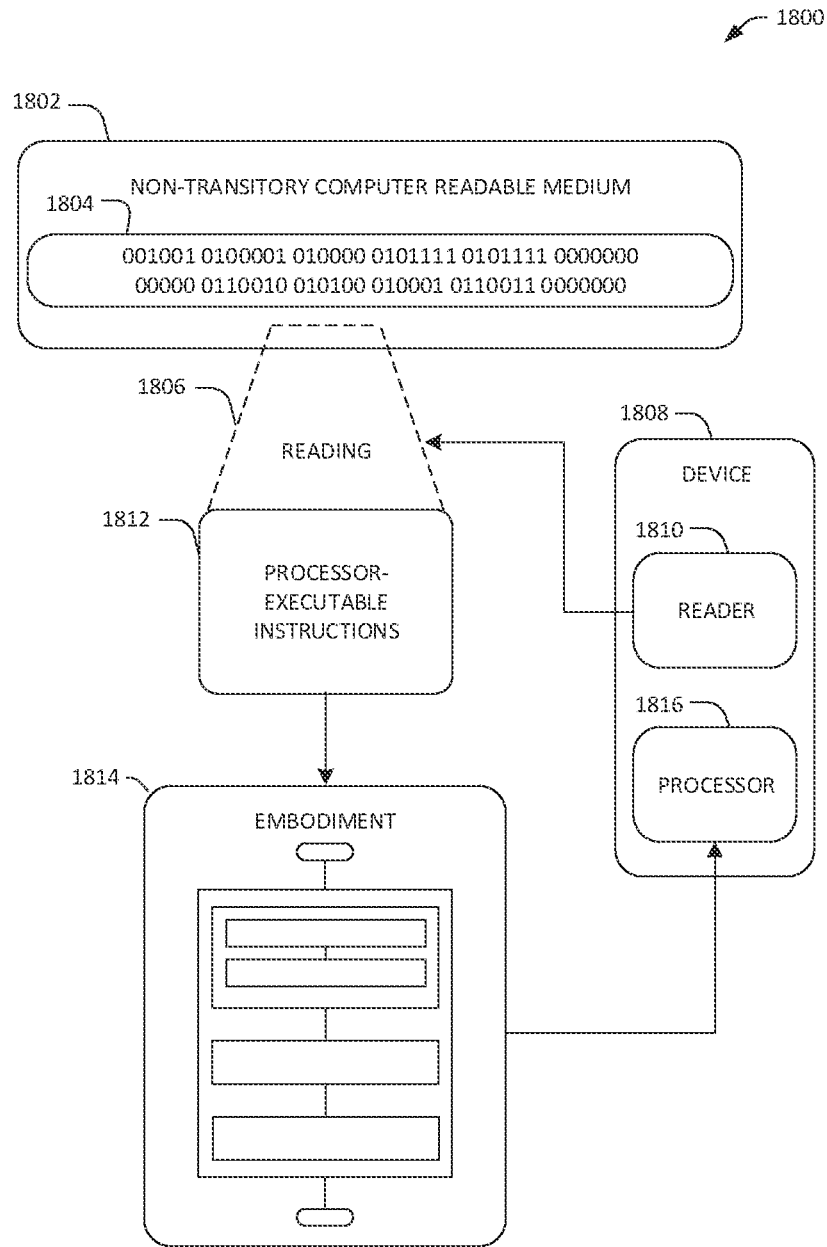 1800
1802
NON-TRANSITORY COMPUTER READABLE MEDIUM
1804
001001 0100001 010000 0101111 0101111 0000000
00000 0110010 010100 010001 0110011 0000000
1806
READING
1808
DEVICE
1810
READER
1812
PROCESSOR-
EXECUTABLE
INSTRUCTIONS
1816
PROCESSOR
1814
EMBODIMENT